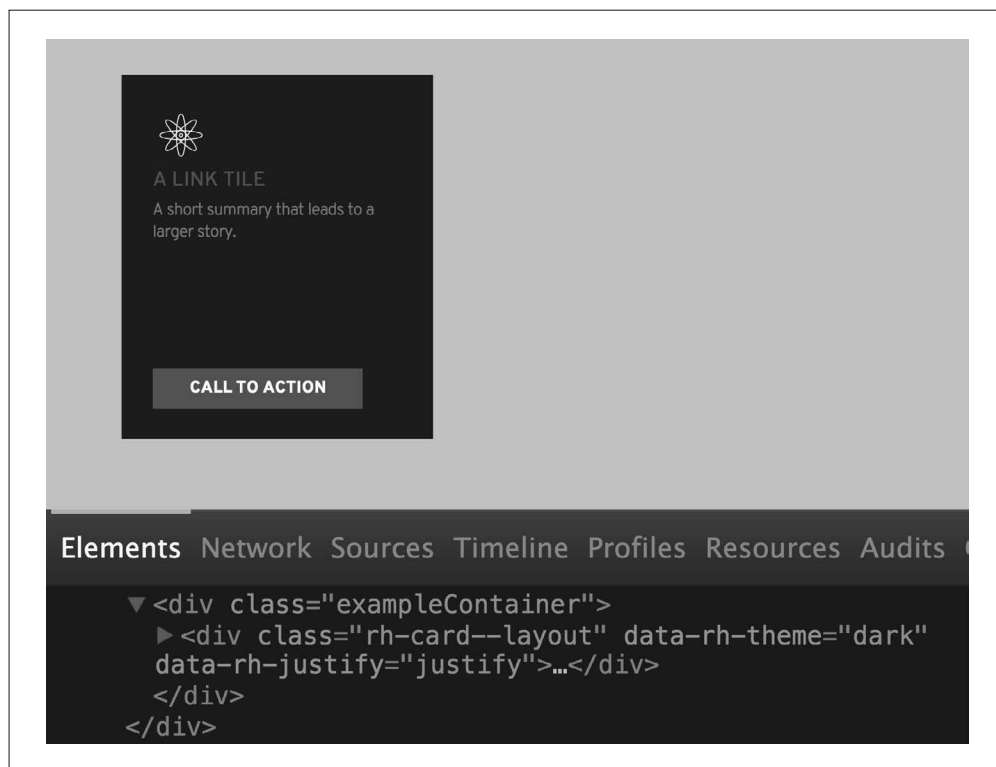 A LINK TILE
A short summary that leads to a
larger story.
CALL TO ACTION
Elements Network Sources Timeline Profiles Resources Audits
▼<div class="exampleContainer">
▶<div class="rh-card--layout" data-rh-theme="dark"
data-rh-justify="justify">…</div>
</div>
</div>